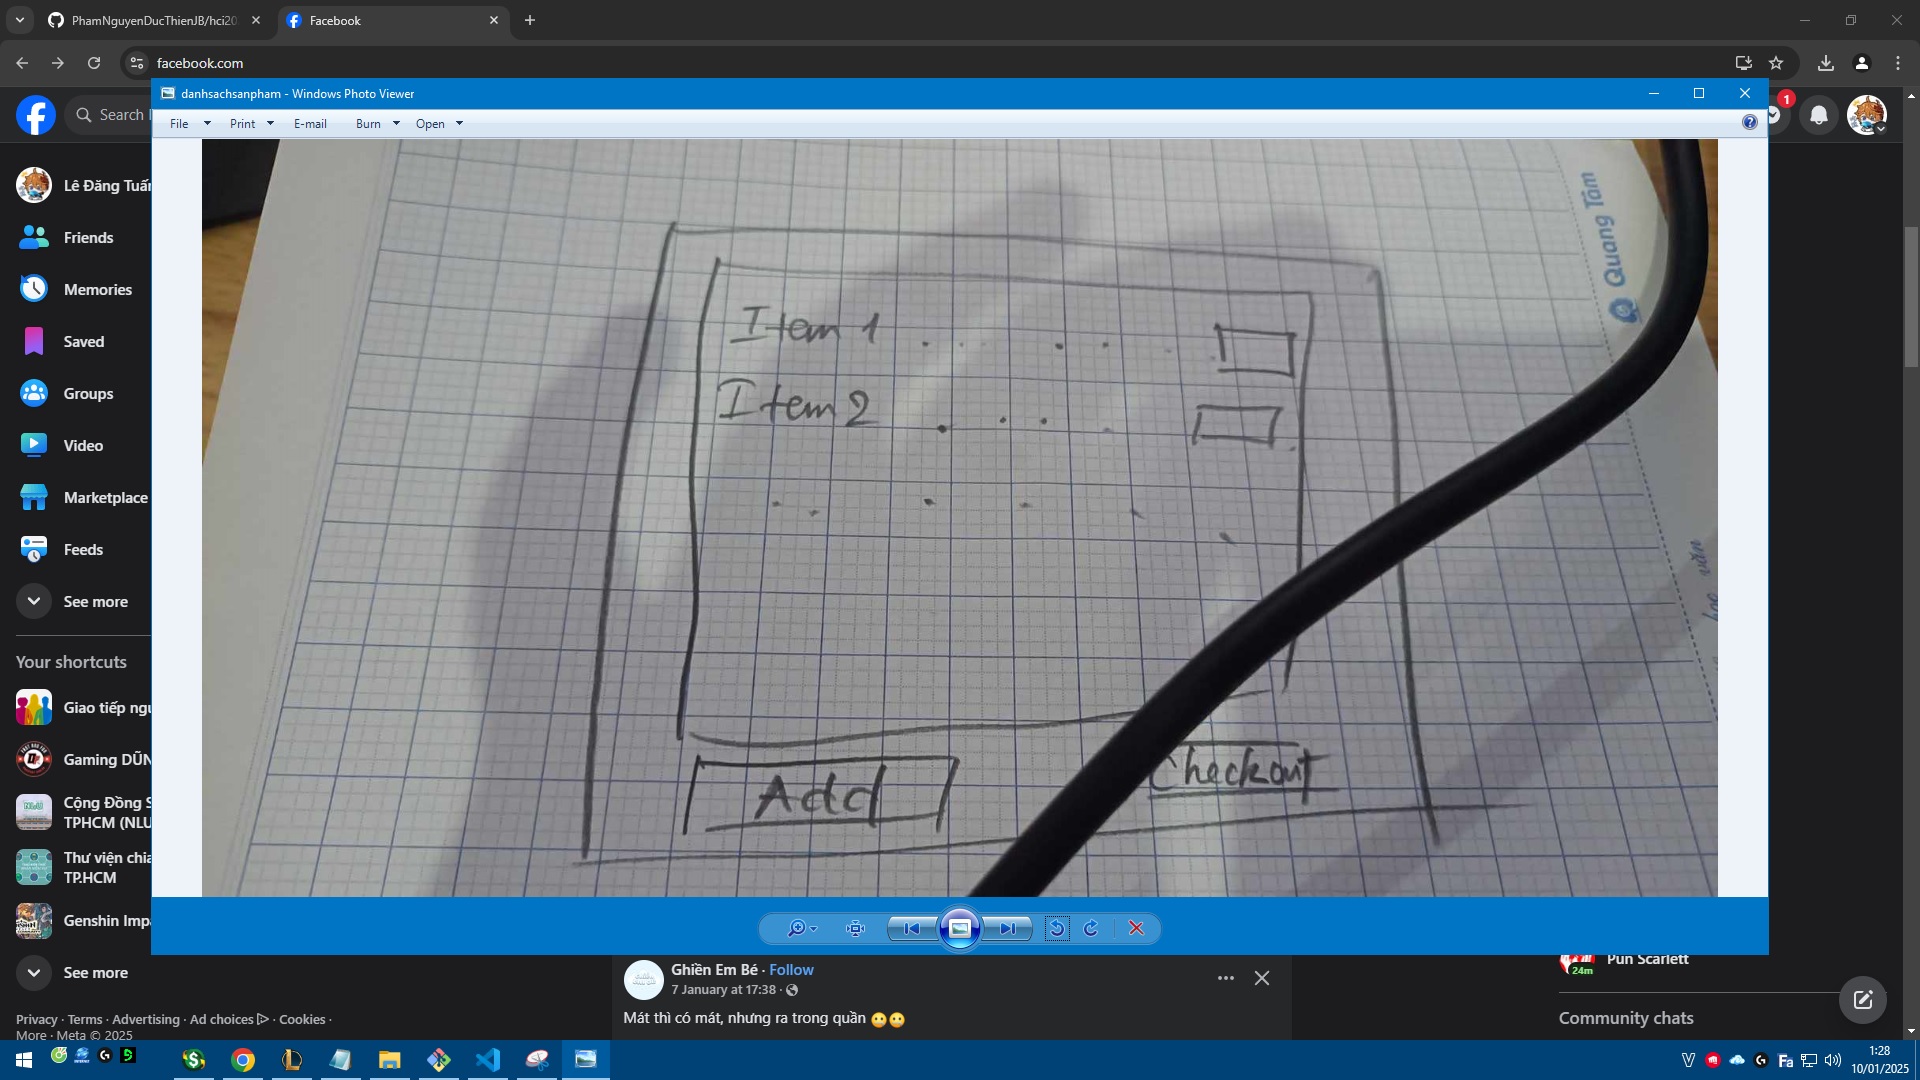 PhamNguyenDucThienJB/hci20
Facebook
facebook.com
danhsachsanpham - Windows Photo Viewer
File
Print
E-mail
Burn
Open
Search
1
Lê Đăng Tuấn
Friends
Memories
Saved
Groups
Video
Marketplace
Feeds
See more
Your shortcuts
Giao tiếp ngư
Gaming DŨN
Cộng Đồng S
TPHCM (NLU
Thư viện chia
TP.HCM
Genshin Impa
See more
Privacy · Terms · Advertising · Ad choices · Cookies ·
More · Meta © 2025
Quang Tâm
Item 1
Item 2
văn
Add
Checkout
Ghiền Em Bé · Follow
7 January at 17:38 ·
Mát thì có mát, nhưng ra trong quần
24m
Pun Scarlett
Community chats
1:28
10/01/2025